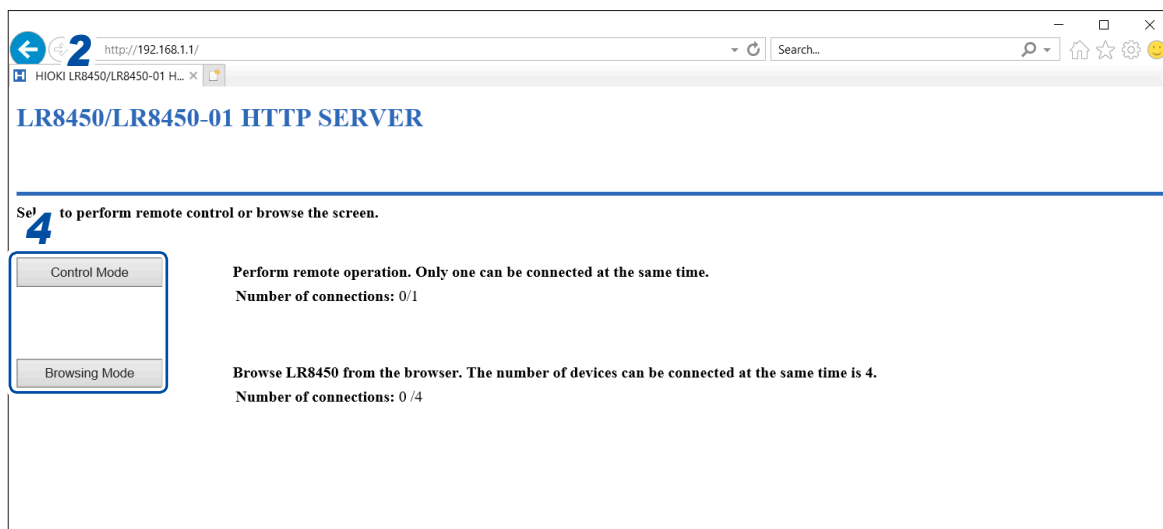 2
http://192.168.1.1/
Search...
HIOKI LR8450/LR8450-01 H...
LR8450/LR8450-01 HTTP SERVER
to perform remote control or browse the screen.
4
Control Mode
Perform remote operation. Only one can be connected at the same time.
Number of connections: 0/1
Browsing Mode
Browse LR8450 from the browser. The number of devices can be connected at the same time is 4.
Number of connections: 0 /4